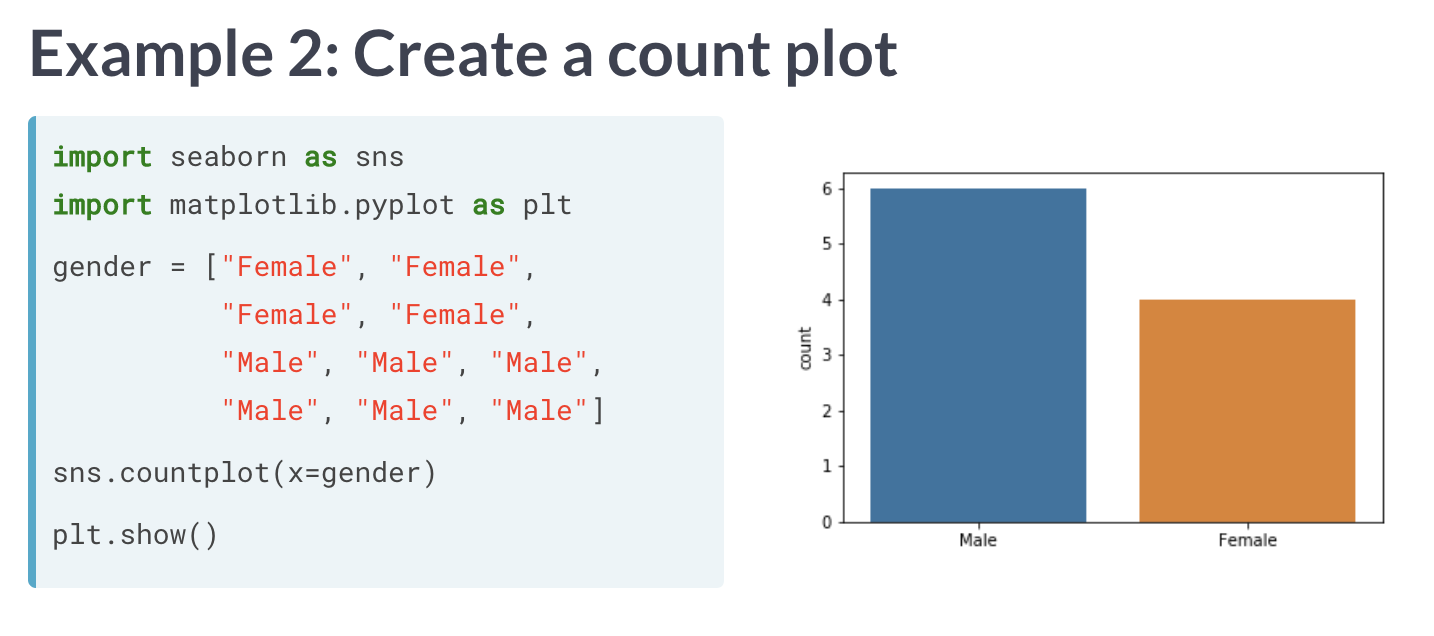 Example 2: Create a count plot
import seaborn as sns
import matplotlib.pyplot as plt
gender = ["Female", "Female",
"Female", "Female",
"Male", "Male", "Male",
"Male", "Male", "Male"]
sns.countplot(x=gender)
plt.show()
6
5
4
3
2
1
0
count
Male Female